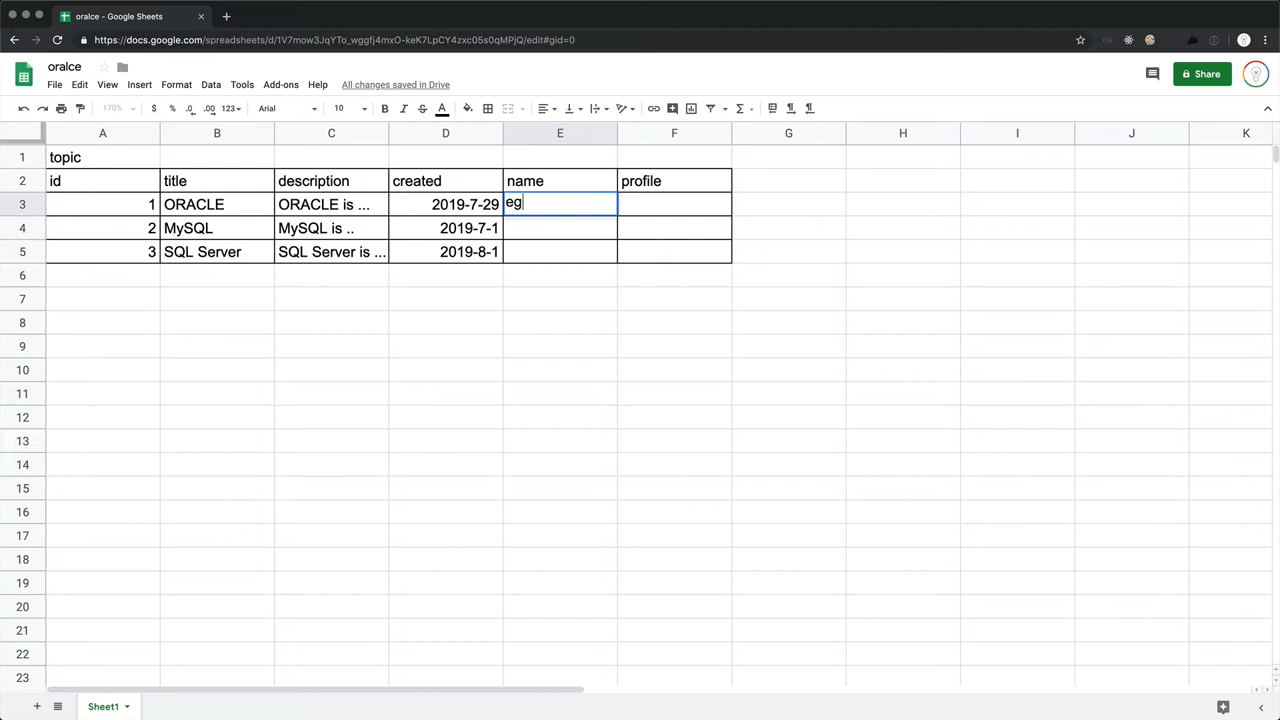 oralce - Google Sheets
https://docs.google.com/spreadsheets/d/1V7mow3JqYTo_wggfj4mxO-keK7LpCY4zxc05s0qMPjQ/edit#gid=0
oralce
File Edit View Insert Format Data Tools Add-ons Help All changes saved in Drive
Share
170% $ % .0 .00 123 Arial 10 B I S A
A B C D E F G H I J K
1 topic
2 id title description created name profile
3 1 ORACLE ORACLE is ... 2019-7-29 eg
4 2 MySQL MySQL is .. 2019-7-1
5 3 SQL Server SQL Server is ... 2019-8-1
6
7
8
9
10
11
12
13
14
15
16
17
18
19
20
21
22
23
Sheet1